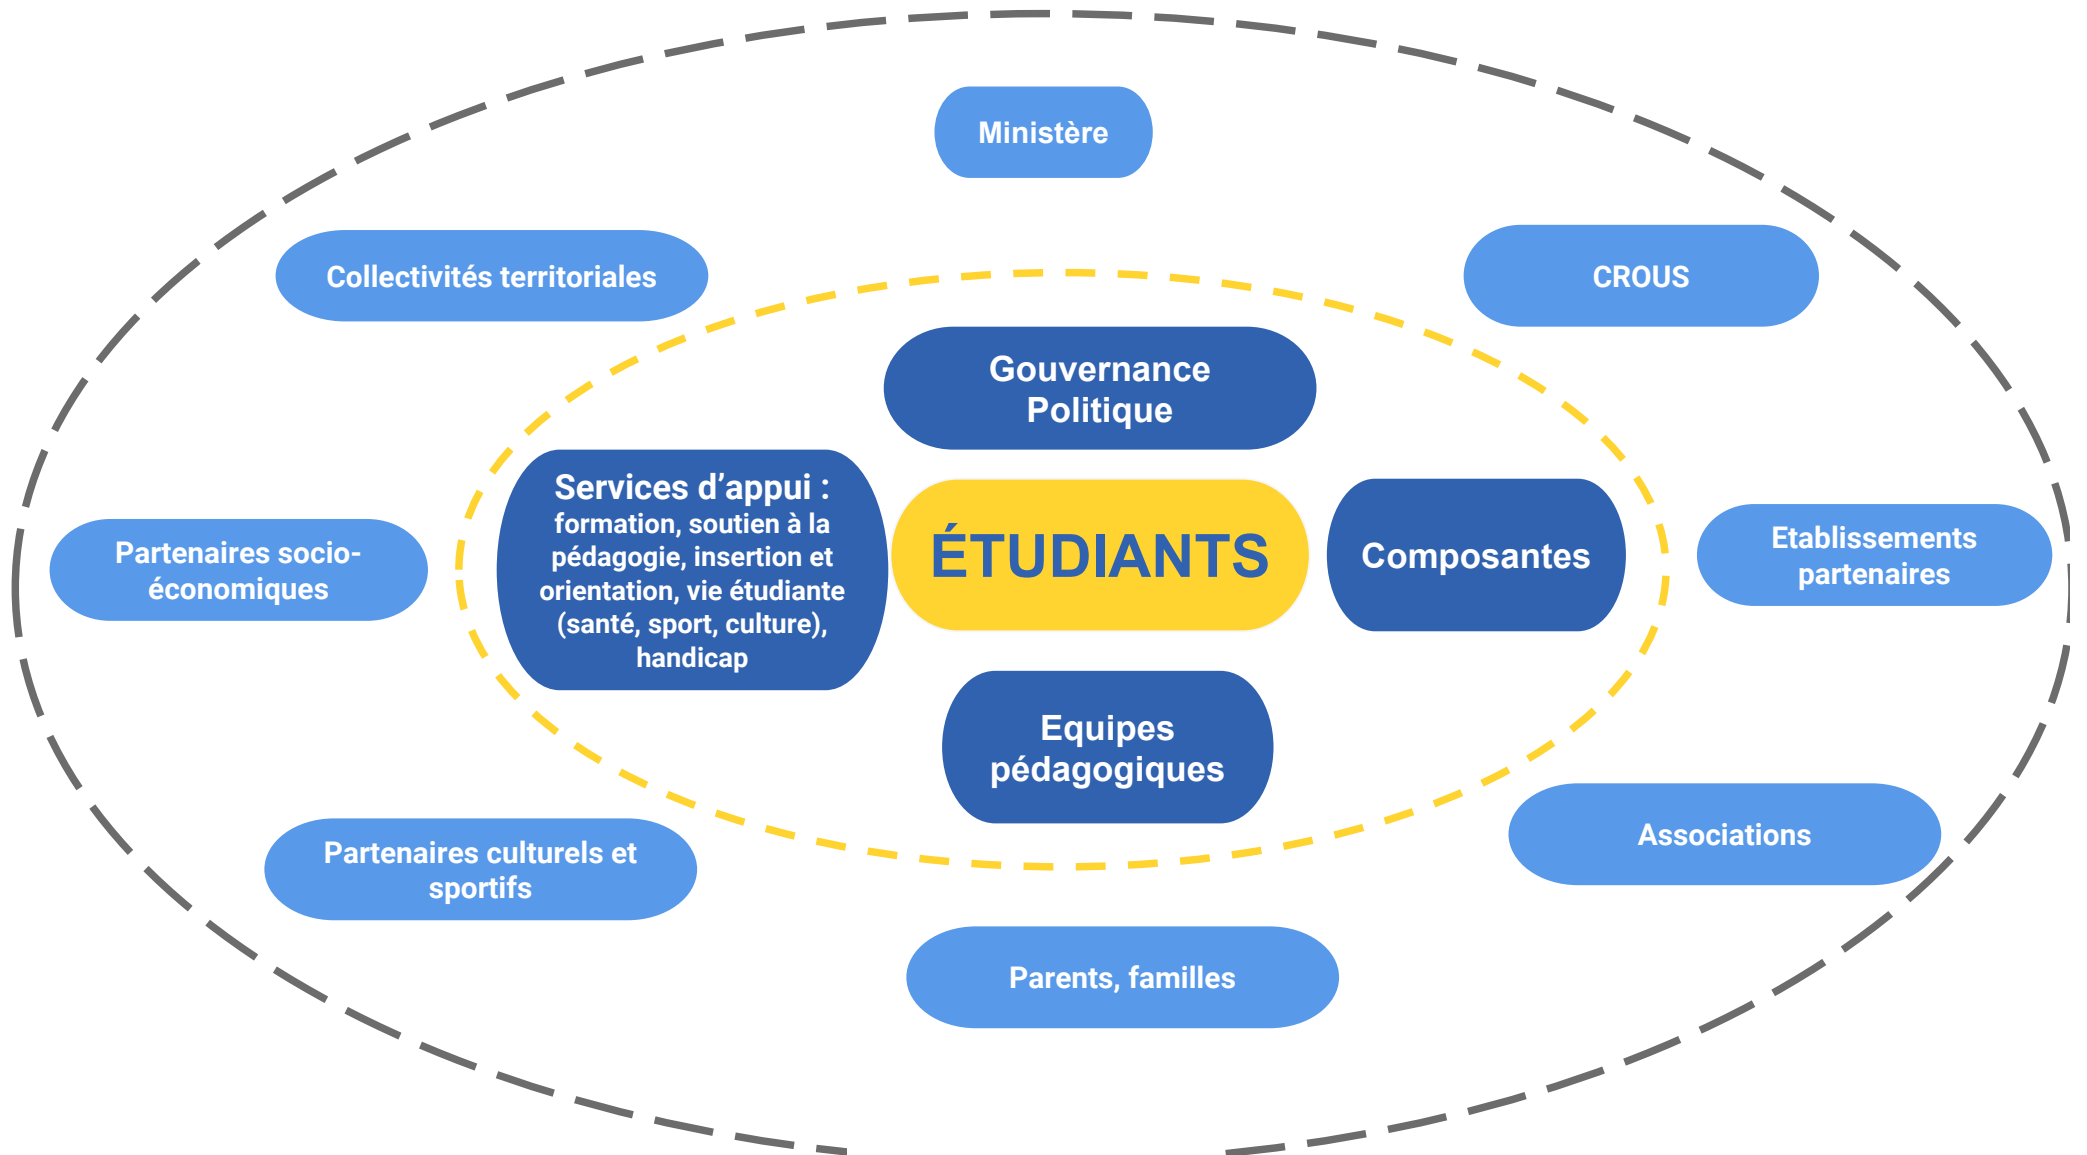 Ministère
Collectivités territoriales
CROUS
Gouvernance
Politique
Services d’appui :
formation, soutien à la
pédagogie, insertion et
orientation, vie étudiante
(santé, sport, culture),
handicap
ÉTUDIANTS
Composantes
Partenaires socio-
économiques
Etablissements
partenaires
Equipes
pédagogiques
Partenaires culturels et
sportifs
Associations
Parents, familles